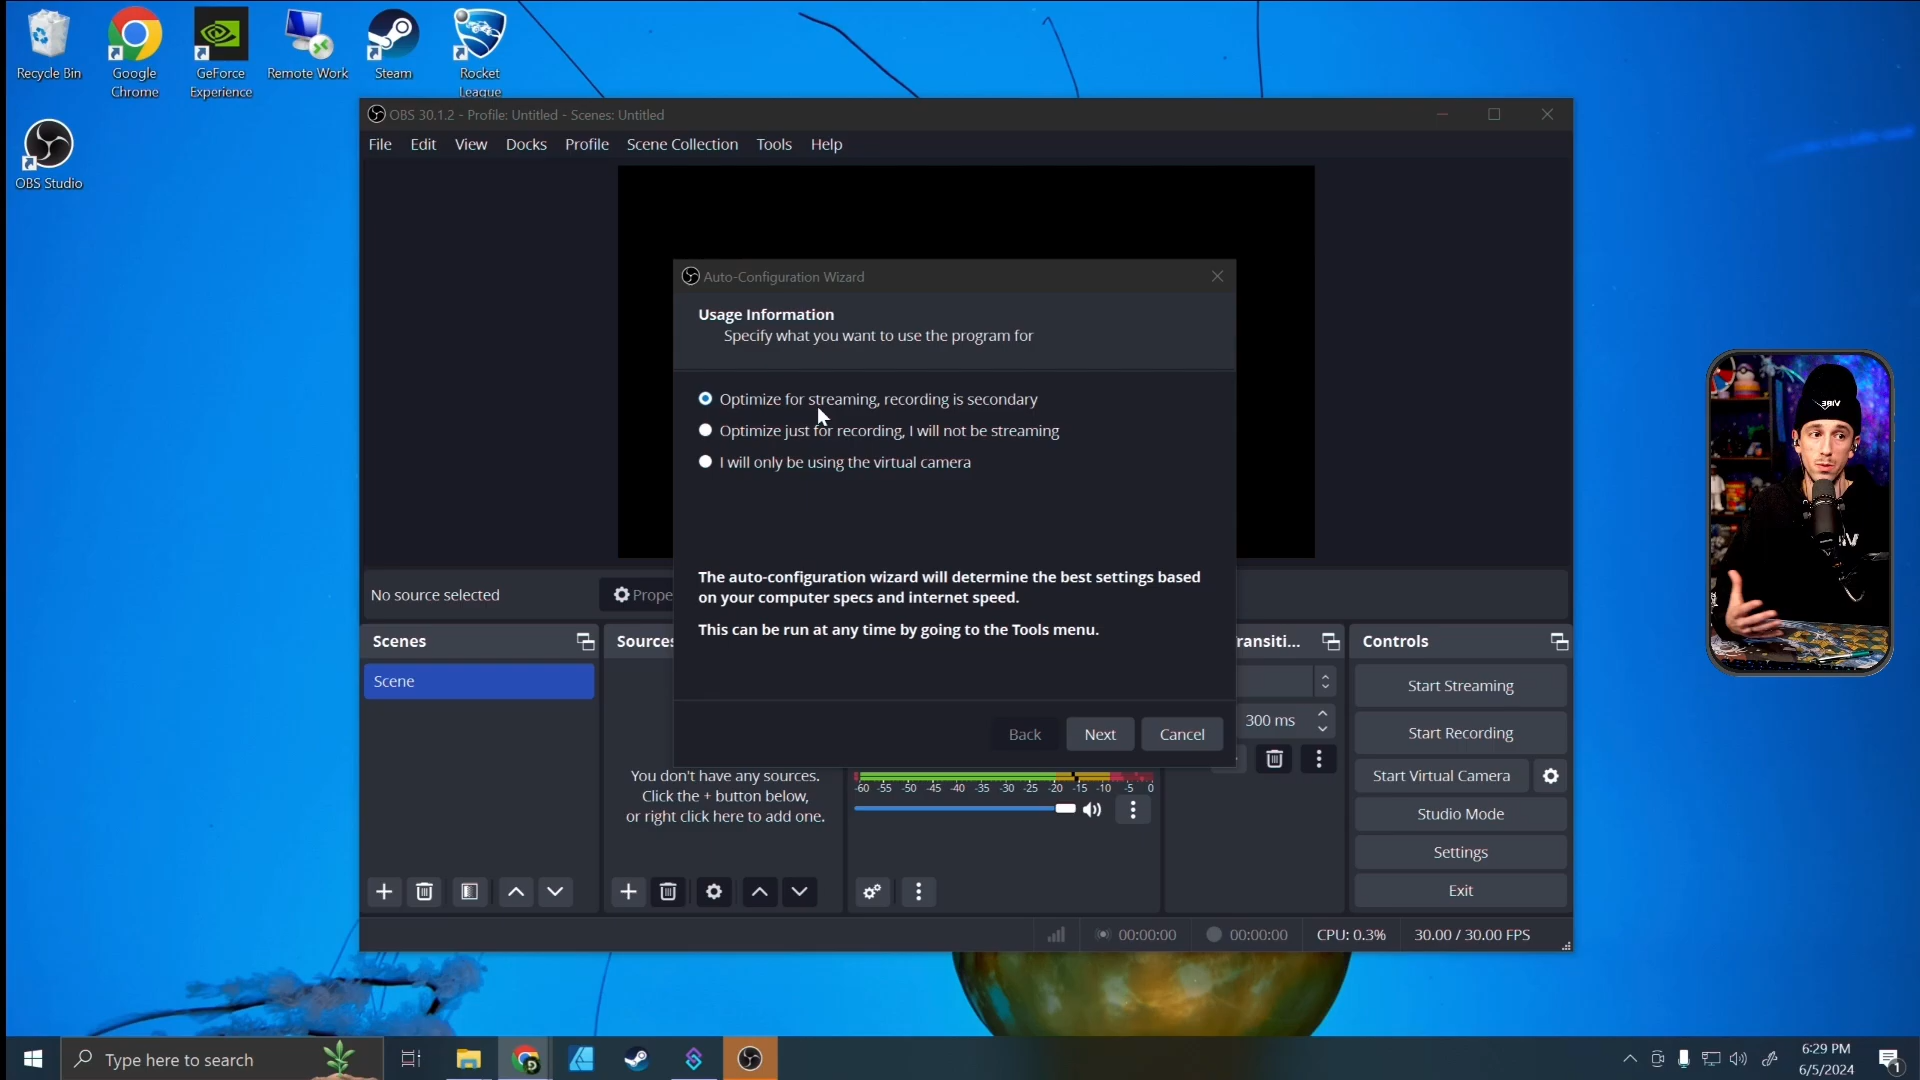 Recycle Bin
Google
Chrome
GeForce
Experience
Remote Work
Steam
Rocket
League
OBS Studio
OBS 30.1.2 - Profile: Untitled - Scenes: Untitled
File Edit View Docks Profile Scene Collection Tools Help
Auto-Configuration Wizard
Usage Information
Specify what you want to use the program for
Optimize for streaming, recording is secondary
Optimize just for recording, I will not be streaming
I will only be using the virtual camera
The auto-configuration wizard will determine the best settings based
on your computer specs and internet speed.
This can be run at any time by going to the Tools menu.
Back Next Cancel
No source selected
Prope
Scenes
Scene
Sources
You don't have any sources.
Click the + button below,
or right click here to add one.
-60 -55 -50 -45 -40 -35 -30 -25 -20 -15 -10 -5 0
ransiti...
300 ms
Controls
Start Streaming
Start Recording
Start Virtual Camera
Studio Mode
Settings
Exit
00:00:00
00:00:00
CPU: 0.3%
30.00 / 30.00 FPS
Type here to search
6:29 PM
6/5/2024
1